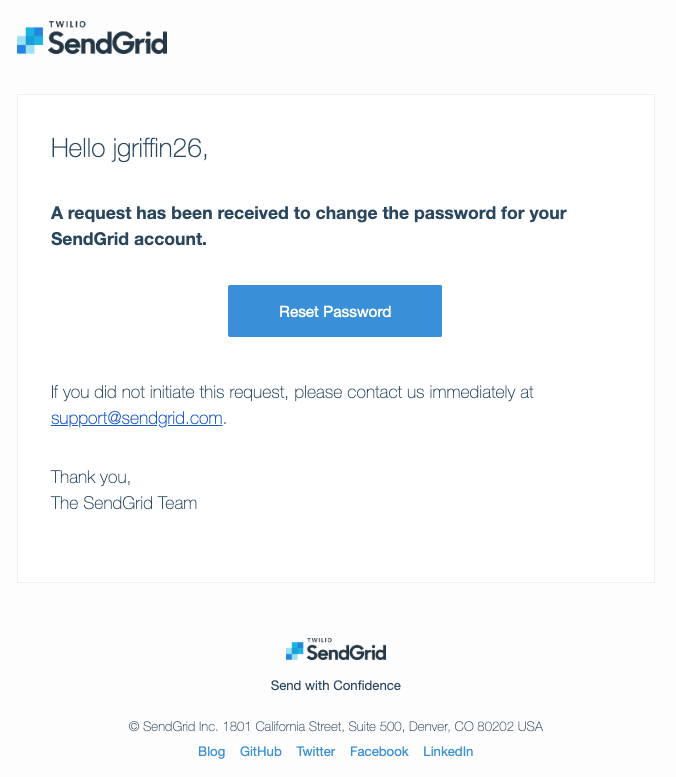 TWILIO
SendGrid
Hello jgriffin26,
A request has been received to change the password for your
SendGrid account.
Reset Password
If you did not initiate this request, please contact us immediately at
support@sendgrid.com.
Thank you,
The SendGrid Team
TWILIO
SendGrid
Send with Confidence
© SendGrid Inc. 1801 California Street, Suite 500, Denver, CO 80202 USA
Blog GitHub Twitter Facebook LinkedIn